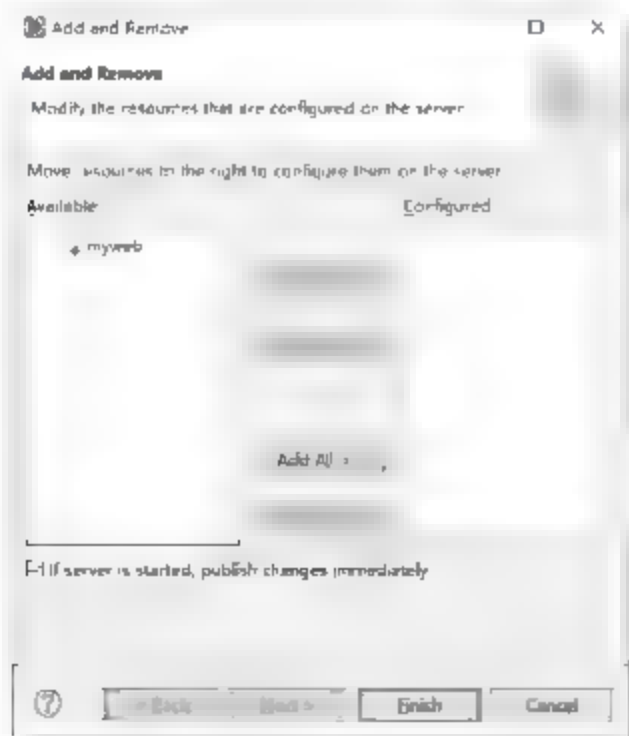 Add and Remove
Add and Remove
Modify the resources that are configured on the server
Move resources to the right to configure them on the server
Available
Configured
myweb
Add All >
If server is started, publish changes immediately
< Back
Next >
Finish
Cancel